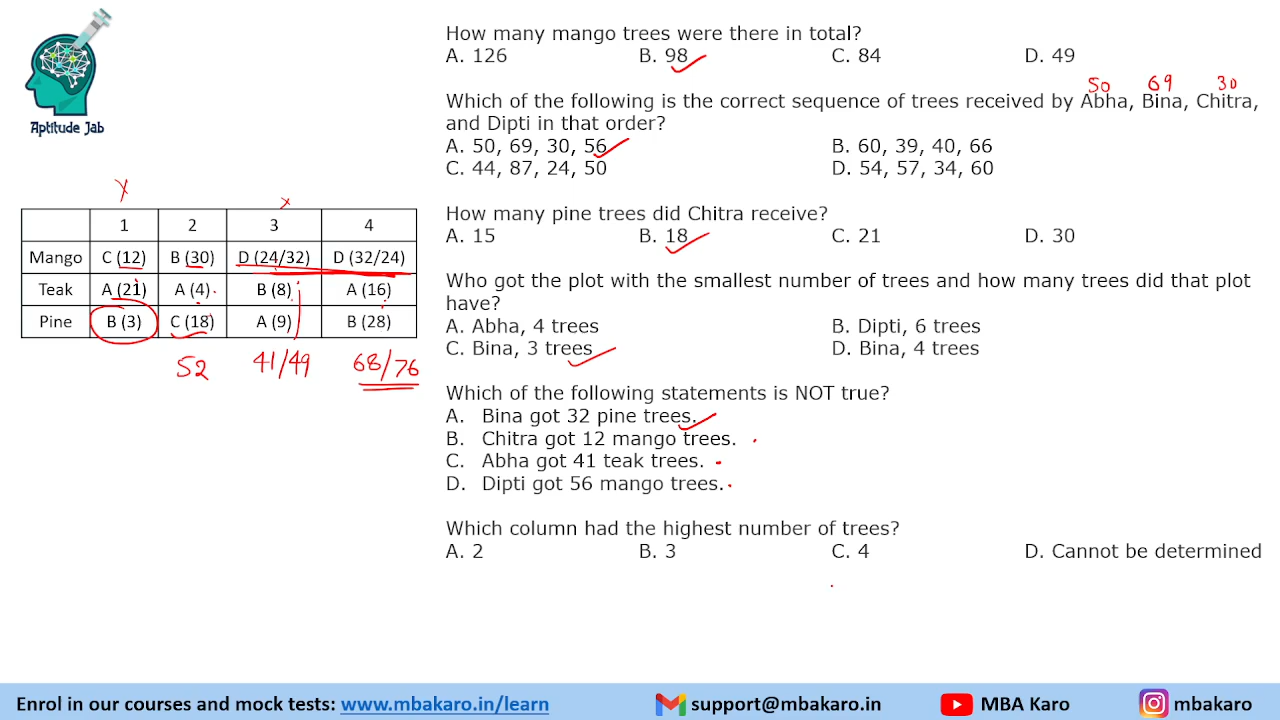 Aptitude Jab
How many mango trees were there in total?
A. 126 B. 98 C. 84 D. 49
50 69 30
Which of the following is the correct sequence of trees received by Abha, Bina, Chitra,
and Dipti in that order?
A. 50, 69, 30, 56 B. 60, 39, 40, 66
C. 44, 87, 24, 50 D. 54, 57, 34, 60
x x
1 2 3 4
Mango C (12) B (30) D (24/32) D (32/24)
Teak A (21) A (4) B (8) A (16)
Pine B (3) C (18) A (9) B (28)
52 41/49 68/76
How many pine trees did Chitra receive?
A. 15 B. 18 C. 21 D. 30
Who got the plot with the smallest number of trees and how many trees did that plot
have?
A. Abha, 4 trees B. Dipti, 6 trees
C. Bina, 3 trees D. Bina, 4 trees
Which of the following statements is NOT true?
A. Bina got 32 pine trees.
B. Chitra got 12 mango trees.
C. Abha got 41 teak trees.
D. Dipti got 56 mango trees.
Which column had the highest number of trees?
A. 2 B. 3 C. 4 D. Cannot be determined
Enrol in our courses and mock tests: www.mbakaro.in/learn support@mbakaro.in MBA Karo mbakaro